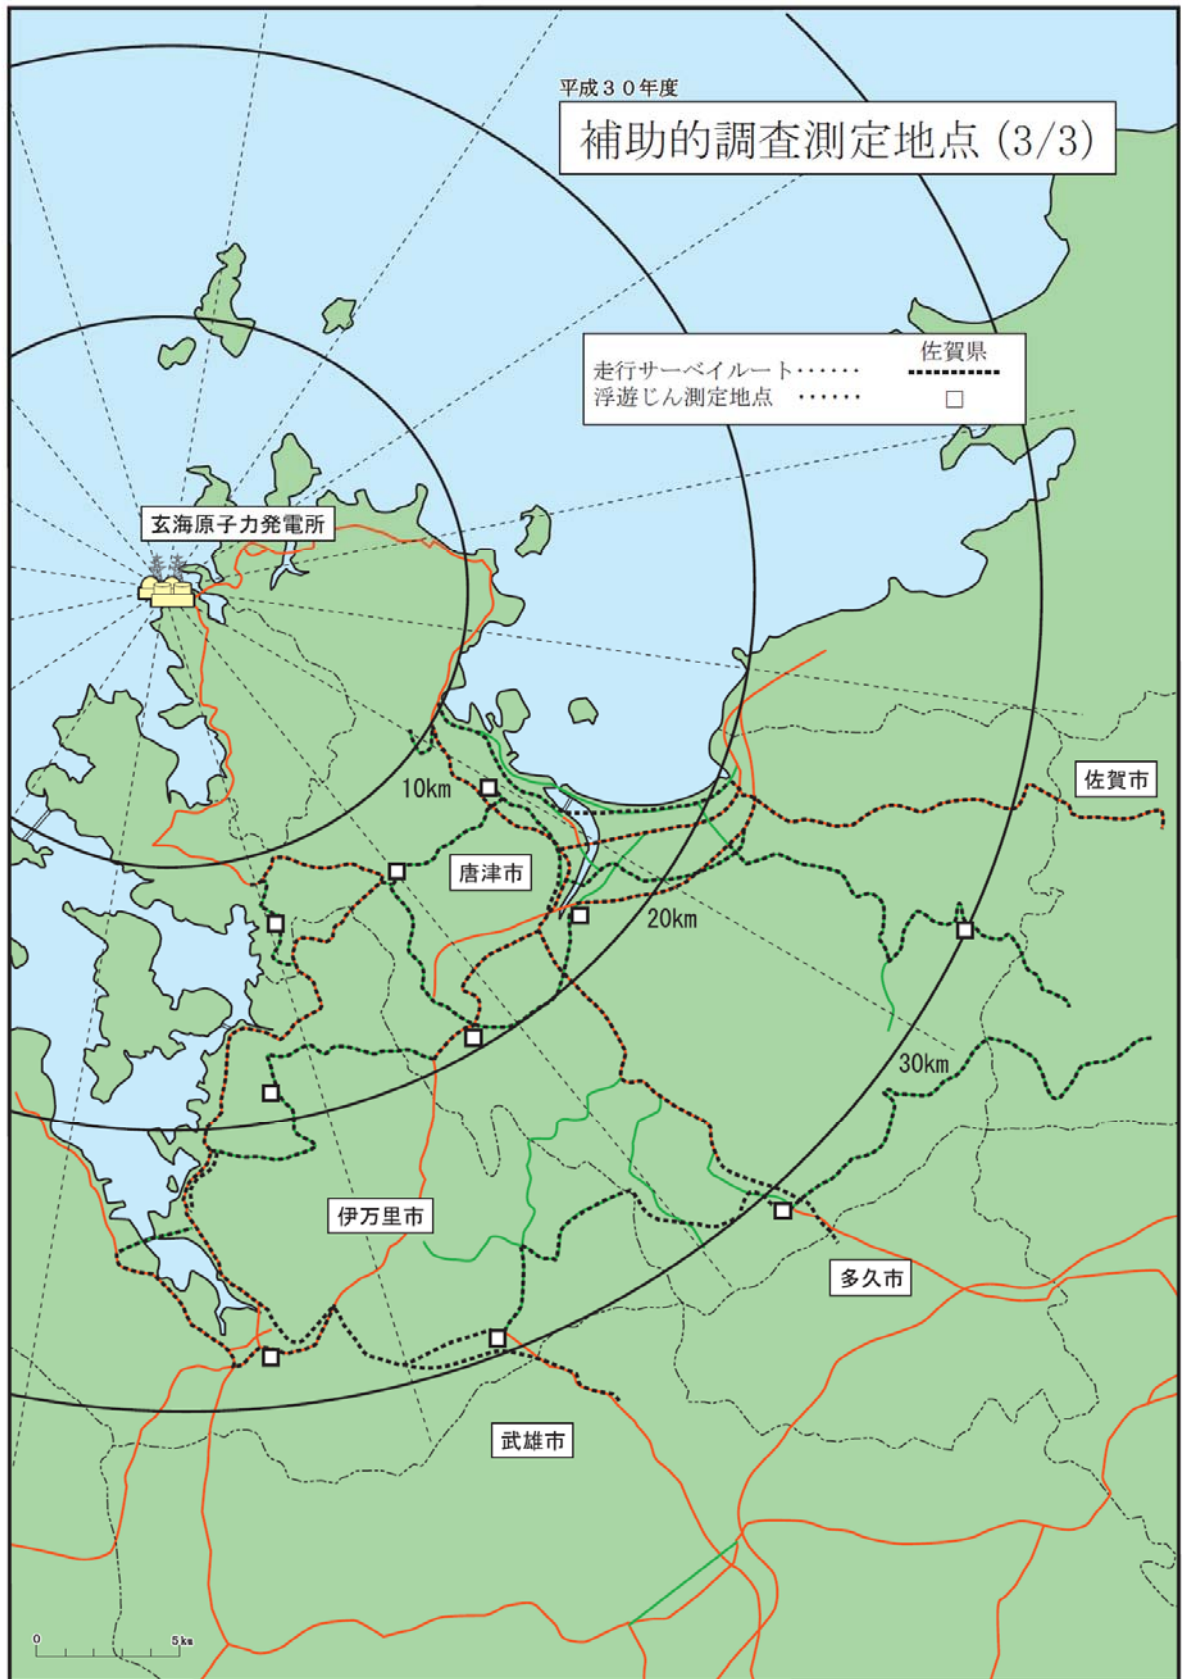 平成３０年度
補助的調査測定地点 (3/3)
佐賀県
走行サーベイルート‥‥‥
浮遊じん測定地点 ‥‥‥ □
玄海原子力発電所
佐賀市
10km
唐津市
20km
30km
伊万里市
多久市
武雄市
0 5km